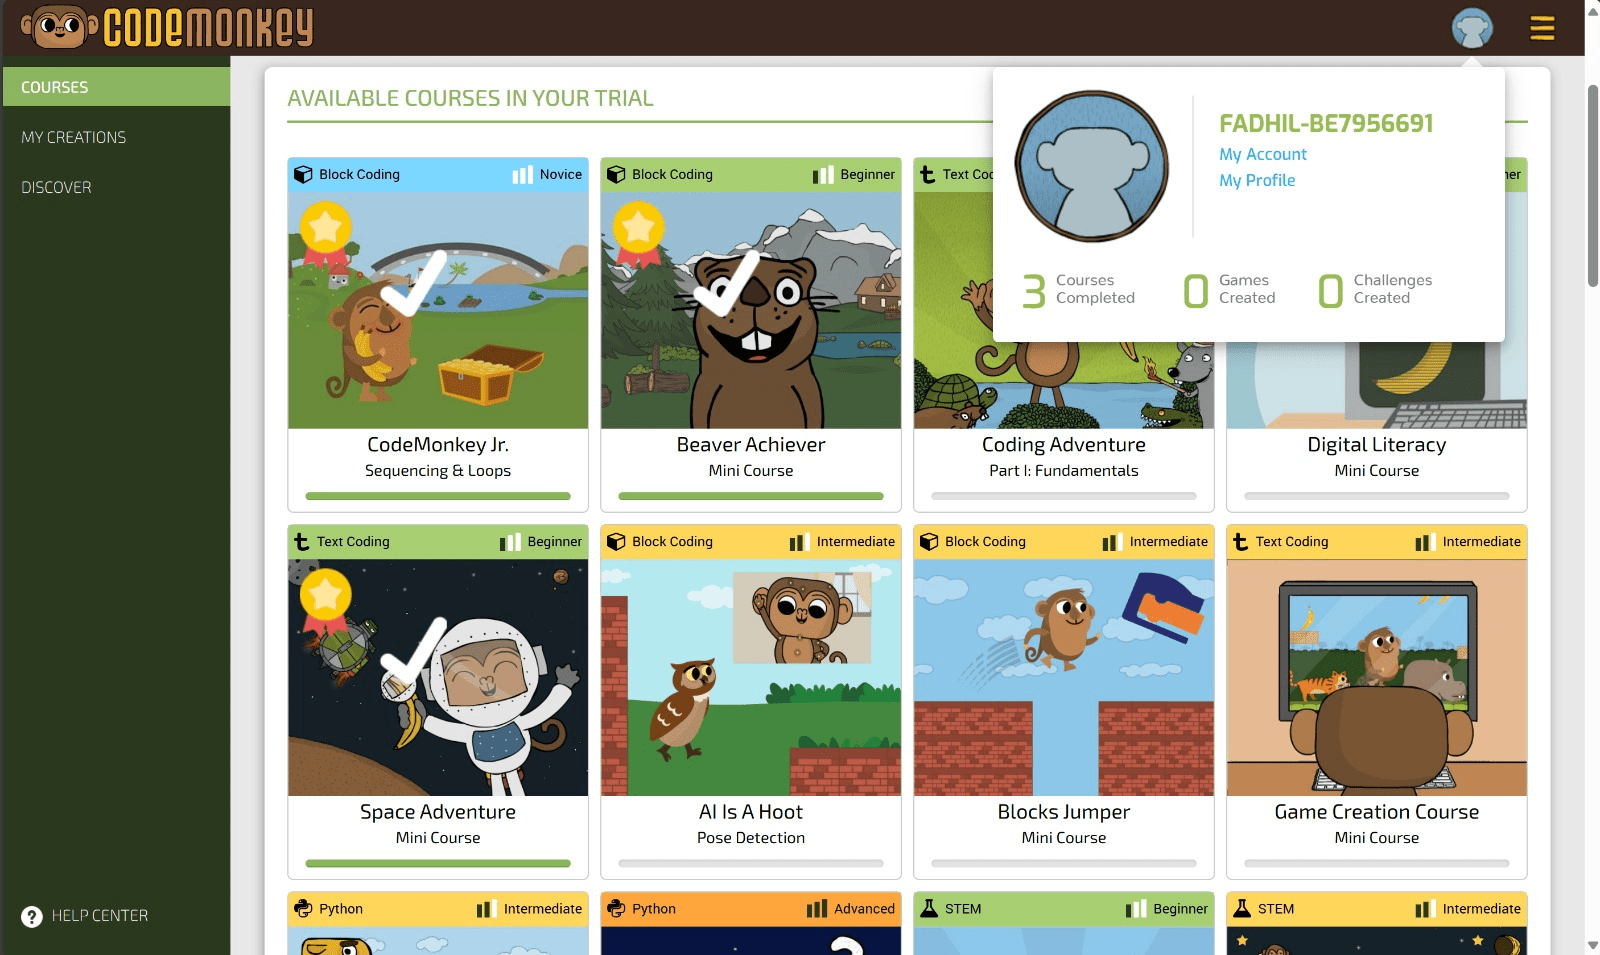 CODEMONKEY
COURSES
MY CREATIONS
DISCOVER
HELP CENTER
AVAILABLE COURSES IN YOUR TRIAL
FADHIL-BE7956691
My Account
My Profile
3 Courses Completed
0 Games Created
0 Challenges Created
Block Coding Novice
CodeMonkey Jr.
Sequencing & Loops
Block Coding Beginner
Beaver Achiever
Mini Course
Text Coc
Coding Adventure
Part I: Fundamentals
ner
Digital Literacy
Mini Course
Text Coding Beginner
Space Adventure
Mini Course
Block Coding Intermediate
AI Is A Hoot
Pose Detection
Block Coding Intermediate
Blocks Jumper
Mini Course
Text Coding Intermediate
Game Creation Course
Mini Course
Python Intermediate
Python Advanced
STEM Beginner
STEM Intermediate